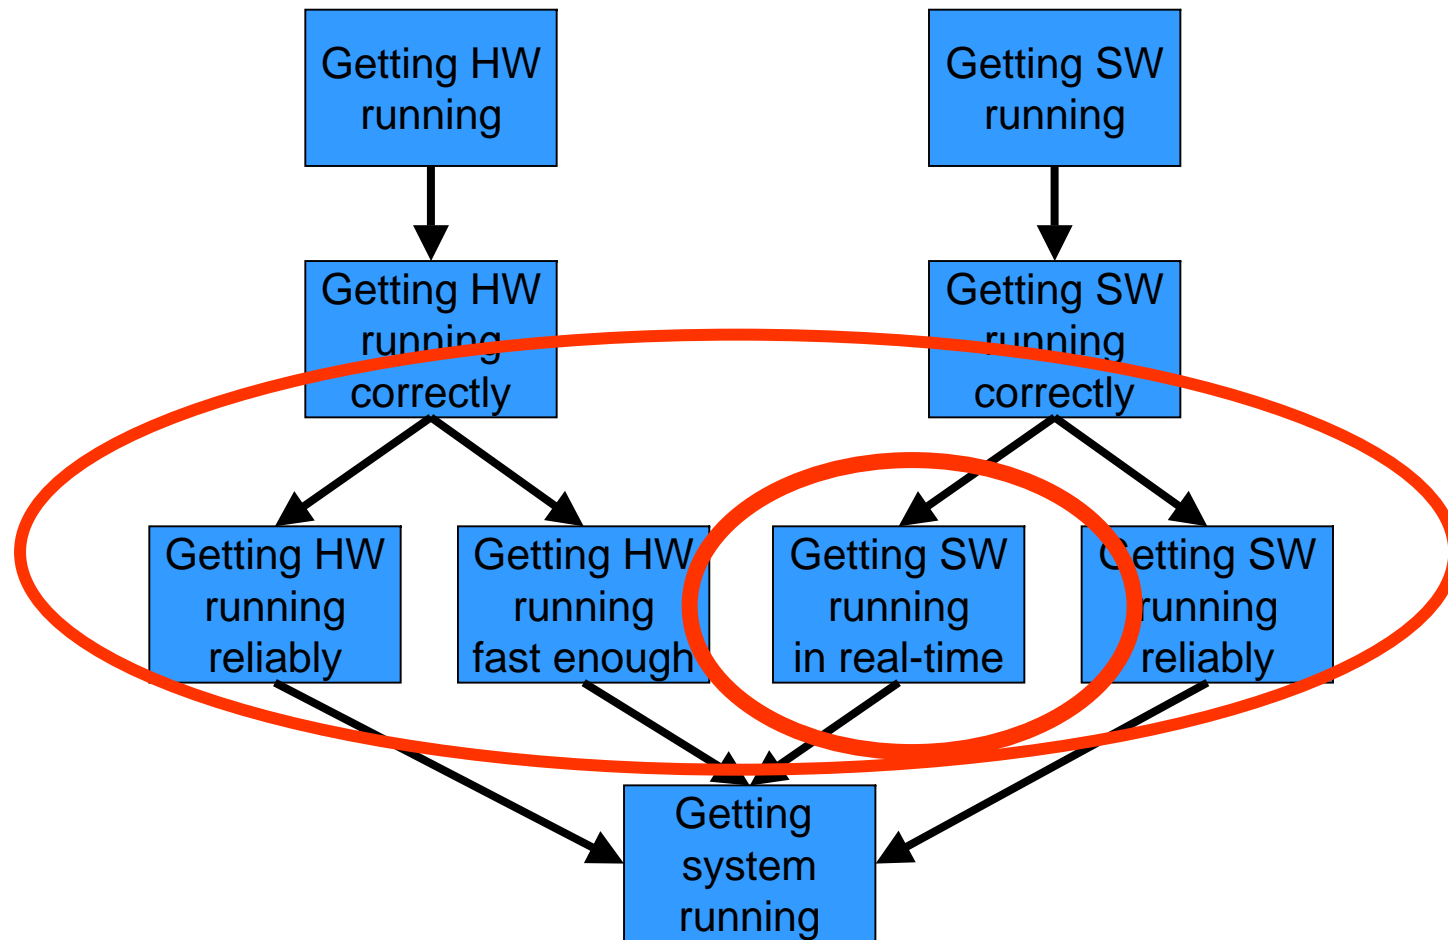 Getting HW
running
Getting SW
running
Getting HW
running
correctly
Getting SW
running
correctly
Getting HW
running
reliably
Getting HW
running
fast enough
Getting SW
running
in real-time
Getting SW
running
reliably
Getting
system
running